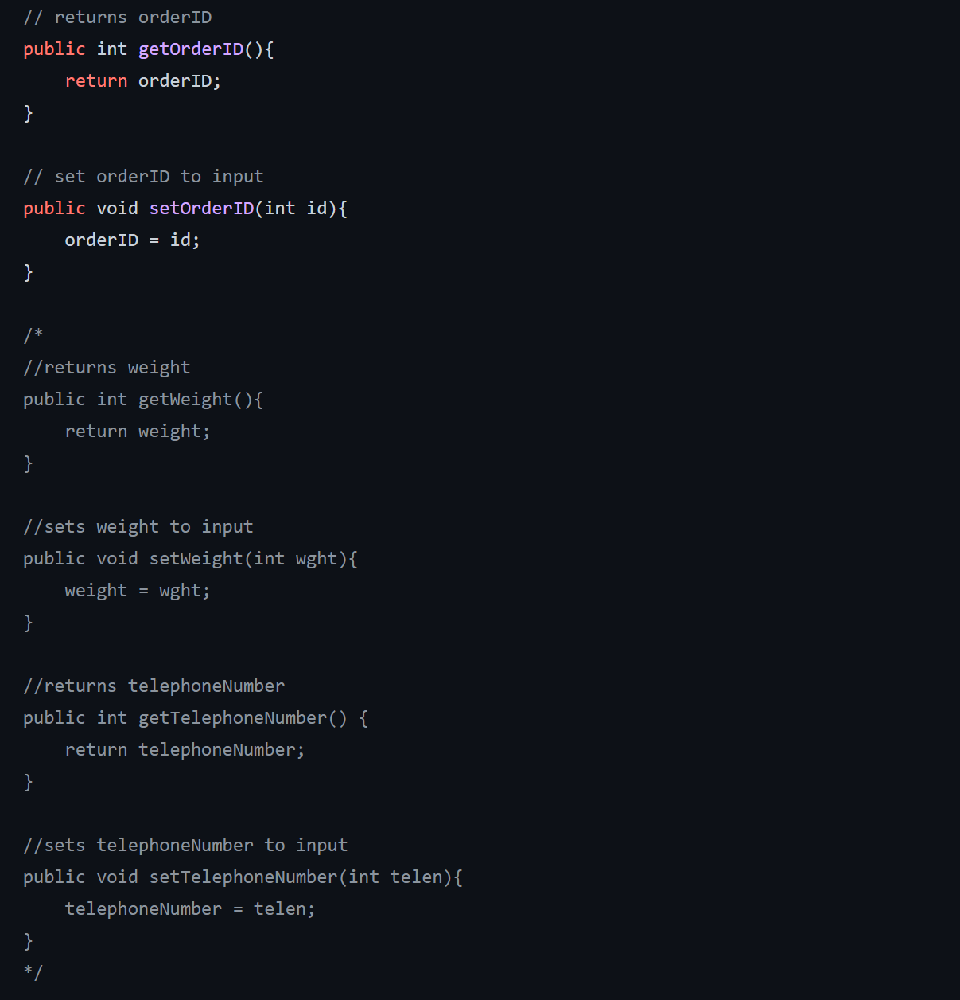 // returns orderID
public int getOrderID(){
    return orderID;
}

// set orderID to input
public void setOrderID(int id){
    orderID = id;
}

/*
//returns weight
public int getWeight(){
    return weight;
}

//sets weight to input
public void setWeight(int wght){
    weight = wght;
}

//returns telephoneNumber
public int getTelephoneNumber() {
    return telephoneNumber;
}

//sets telephoneNumber to input
public void setTelephoneNumber(int telen){
    telephoneNumber = telen;
}
*/